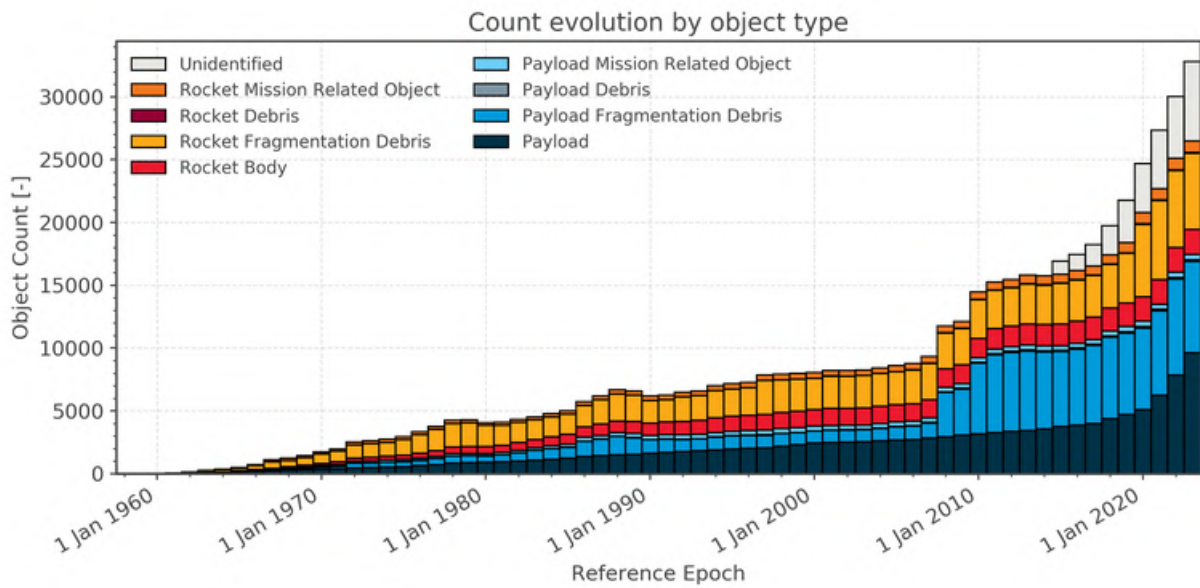 Count evolution by object type
Unidentified
Rocket Mission Related Object
Rocket Debris
Rocket Fragmentation Debris
Rocket Body
Payload Mission Related Object
Payload Debris
Payload Fragmentation Debris
Payload
Object Count [-]
30000
25000
20000
15000
10000
5000
0
1 Jan 1960
1 Jan 1970
1 Jan 1980
1 Jan 1990
1 Jan 2000
1 Jan 2010
1 Jan 2020
Reference Epoch